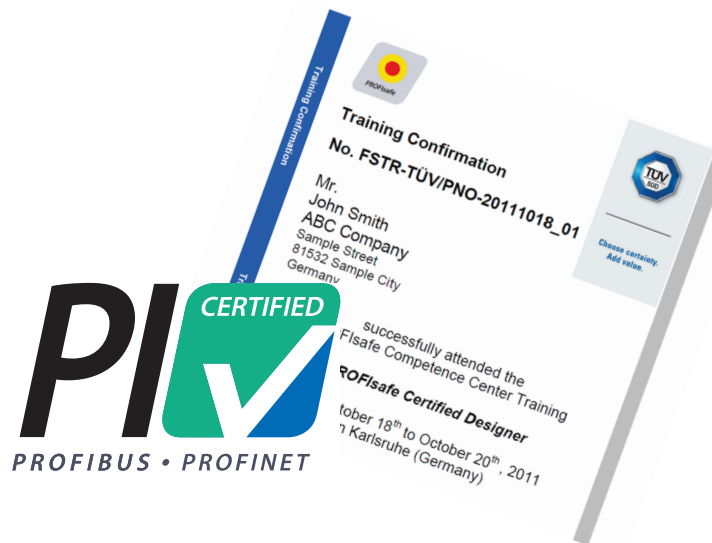 PROFIsafe
Training Confirmation
Training Confirmation
No. FSTR-TÜV/PNO-20111018_01
TÜV
SÜD
Choose certainty.
Add value.
Mr.
John Smith
ABC Company
Sample Street
81532 Sample City
Germany
successfully attended the
FIsafe Competence Center Training
ROFIsafe Certified Designer
tober 18th to October 20th, 2011
n Karlsruhe (Germany)
PI
CERTIFIED
PROFIBUS • PROFINET